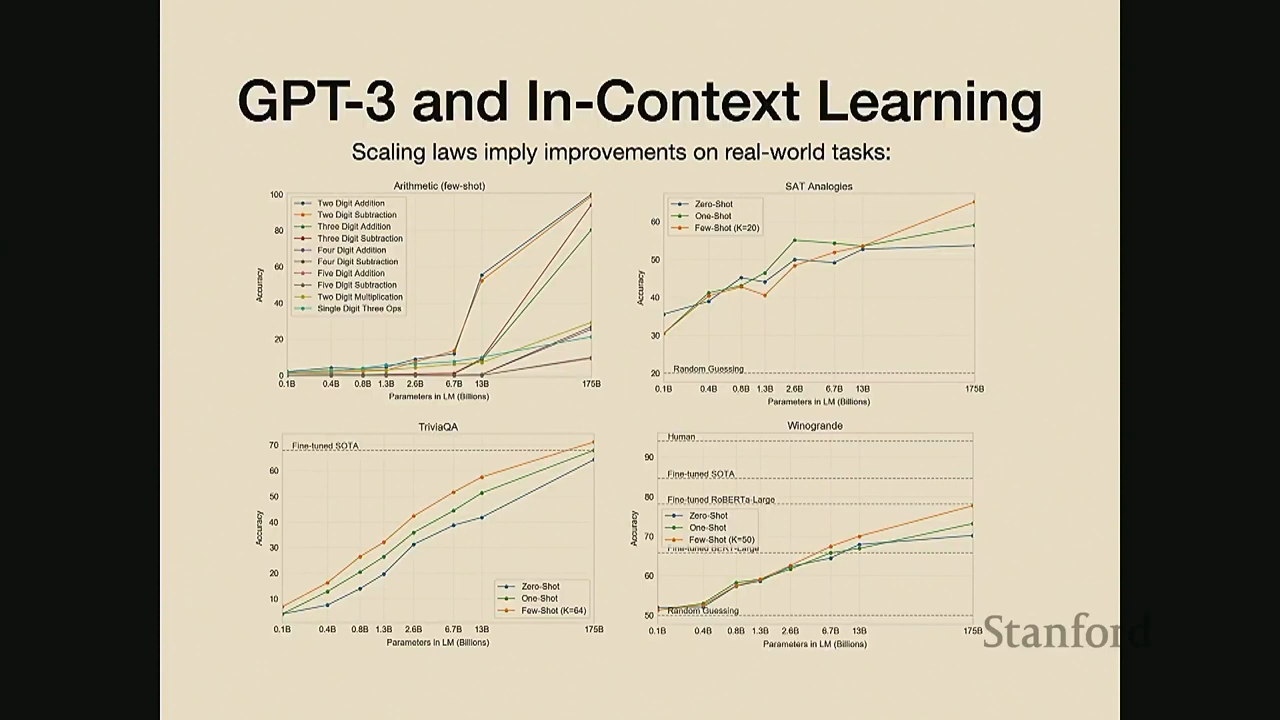 GPT-3 and In-Context Learning
Scaling laws imply improvements on real-world tasks:
Arithmetic (few-shot)
100
80
60
40
20
0
Accuracy
Two Digit Addition
Two Digit Subtraction
Three Digit Addition
Three Digit Subtraction
Four Digit Addition
Four Digit Subtraction
Five Digit Addition
Five Digit Subtraction
Two Digit Multiplication
Single Digit Three Ops
0.1B 0.4B 0.8B 1.3B 2.6B 6.7B 13B 175B
Parameters in LM (Billions)
SAT Analogies
60
50
40
30
20
Accuracy
Zero-Shot
One-Shot
Few-Shot (K=20)
Random Guessing
0.1B 0.4B 0.8B 1.3B 2.6B 6.7B 13B 175B
Parameters in LM (Billions)
TriviaQA
70
60
50
40
30
20
10
Accuracy
Fine-tuned SOTA
Zero-Shot
One-Shot
Few-Shot (K=64)
0.1B 0.4B 0.8B 1.3B 2.6B 6.7B 13B 175B
Parameters in LM (Billions)
Winogrande
90
80
70
60
50
Accuracy
Human
Fine-tuned SOTA
Fine-tuned RoBERTa-Large
Zero-Shot
One-Shot
Few-Shot (K=50)
Fine-tuned BERT-Large
Random Guessing
0.1B 0.4B 0.8B 1.3B 2.6B 6.7B 13B 175B
Parameters in LM (Billions)
Stanford